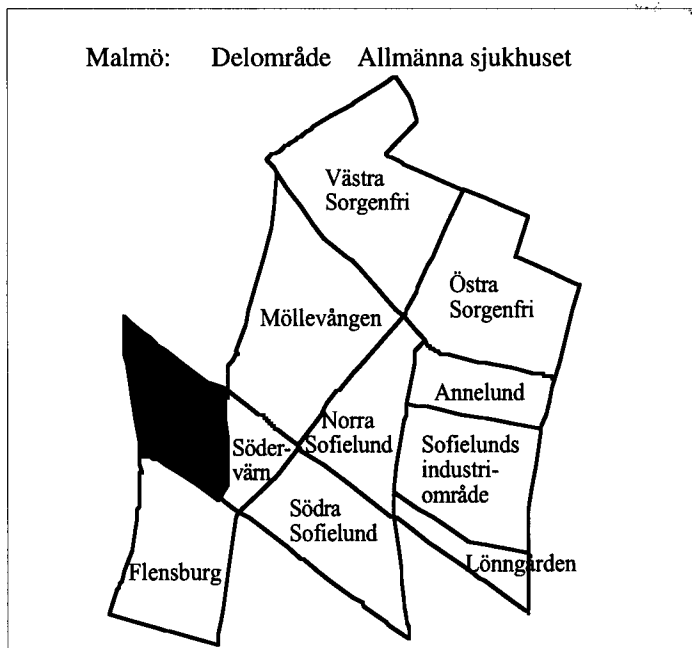 Malmö: Delområde Allmänna sjukhuset
Västra
Sorgenfri
Östra
Sorgenfri
Möllevången
Annelund
Norra
Sofielund
Söder-
värn
Sofielunds
industri-
område
Södra
Sofielund
Lönngården
Flensburg